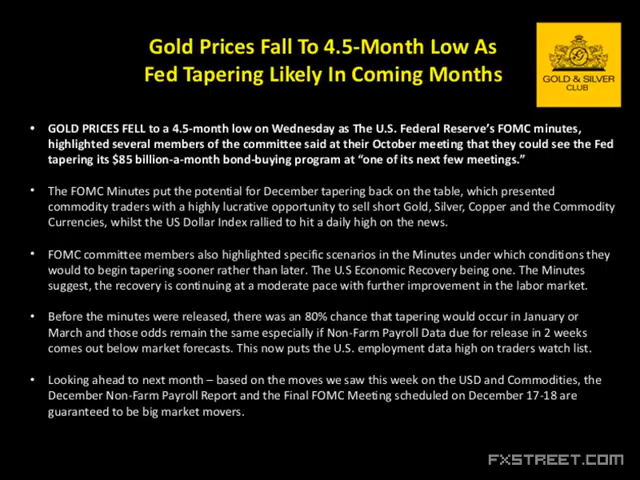 Gold Prices Fall To 4.5-Month Low As
Fed Tapering Likely In Coming Months
GOLD & SILVER
CLUB
• GOLD PRICES FELL to a 4.5-month low on Wednesday as The U.S. Federal Reserve's FOMC minutes,
highlighted several members of the committee said at their October meeting that they could see the Fed
tapering its $85 billion-a-month bond-buying program at “one of its next few meetings.”
• The FOMC Minutes put the potential for December tapering back on the table, which presented
commodity traders with a highly lucrative opportunity to sell short Gold, Silver, Copper and the Commodity
Currencies, whilst the US Dollar Index rallied to hit a daily high on the news.
• FOMC committee members also highlighted specific scenarios in the Minutes under which conditions they
would to begin tapering sooner rather than later. The U.S Economic Recovery being one. The Minutes
suggest, the recovery is continuing at a moderate pace with further improvement in the labor market.
• Before the minutes were released, there was an 80% chance that tapering would occur in January or
March and those odds remain the same especially if Non-Farm Payroll Data due for release in 2 weeks
comes out below market forecasts. This now puts the U.S. employment data high on traders watch list.
• Looking ahead to next month – based on the moves we saw this week on the USD and Commodities, the
December Non-Farm Payroll Report and the Final FOMC Meeting scheduled on December 17-18 are
guaranteed to be big market movers.
FXSTREET.COM